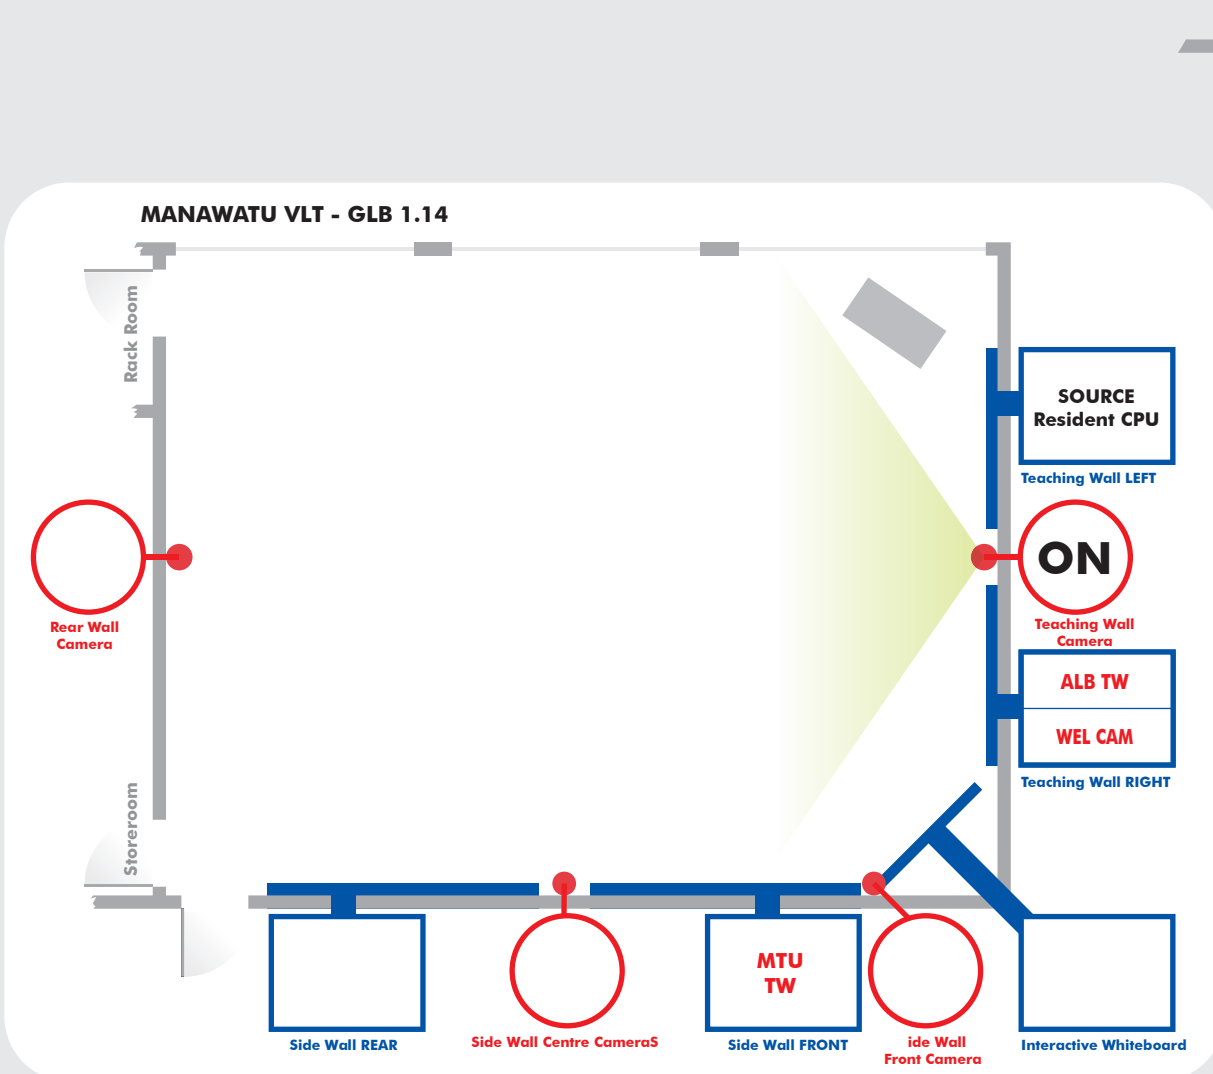 MANAWATU VLT - GLB 1.14
Rack Room
SOURCE
Resident CPU
Teaching Wall LEFT
ON
Rear Wall
Camera
Teaching Wall
Camera
ALB TW
WEL CAM
Teaching Wall RIGHT
Storeroom
MTU
TW
Side Wall REAR
Side Wall Centre CameraS
Side Wall FRONT
ide Wall
Front Camera
Interactive Whiteboard